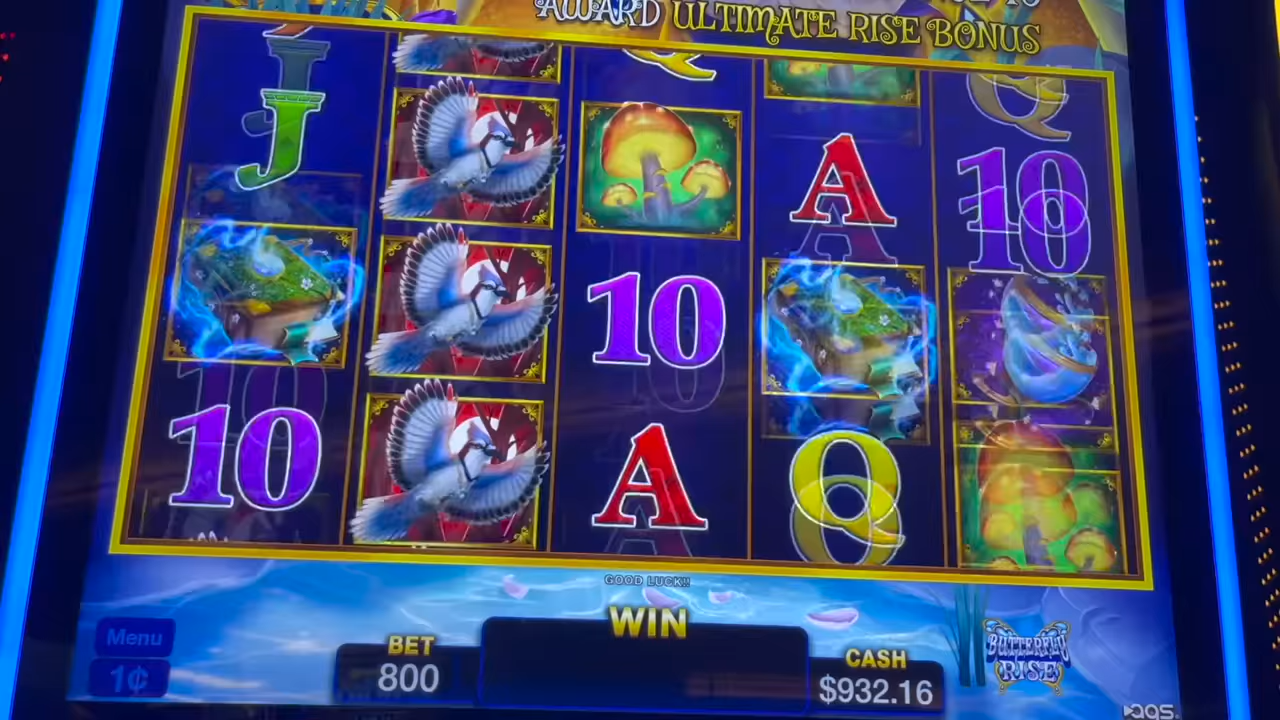 AWARD ULTIMATE RISE BONUS
J
Q
A
10
10
10
A
Q
GOOD LUCK!!
WIN
Menu
1¢
BET
800
CASH
$932.16
BUTTERFLY
RISE
AGS